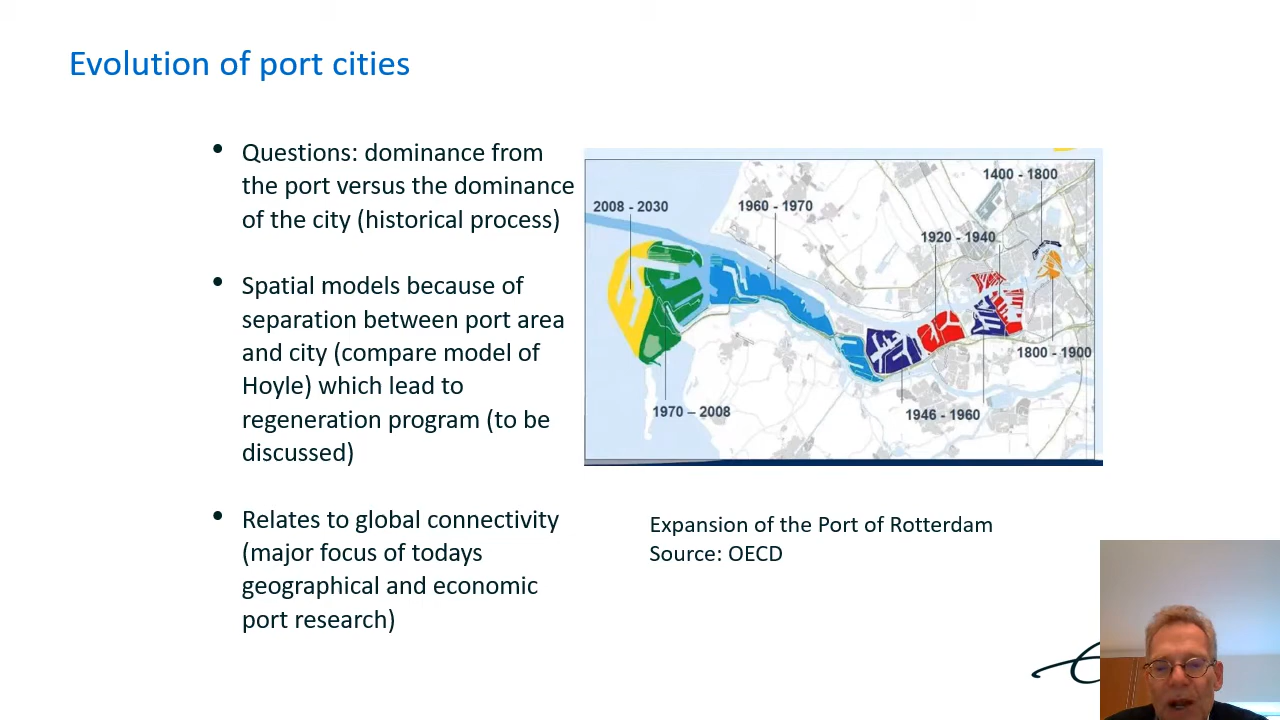 Evolution of port cities
• Questions: dominance from
the port versus the dominance
of the city (historical process)
• Spatial models because of
separation between port area
and city (compare model of
Hoyle) which lead to
regeneration program (to be
discussed)
• Relates to global connectivity
(major focus of todays
geographical and economic
port research)
1400 - 1800
2008 - 2030
1960 - 1970
1920 - 1940
1800 - 1900
1970 – 2008
1946 - 1960
Expansion of the Port of Rotterdam
Source: OECD